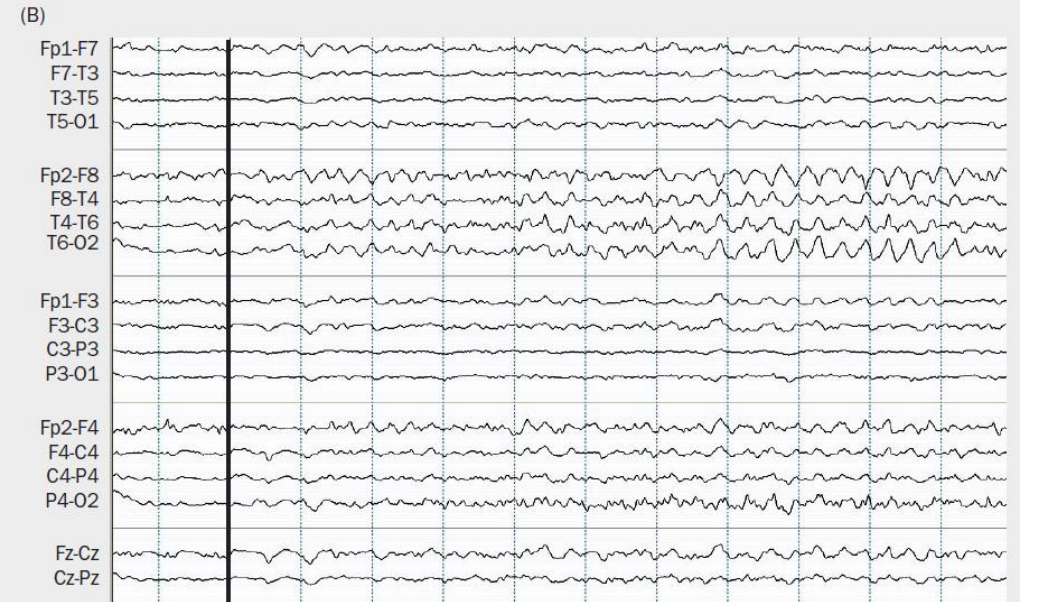 (B)
Fp1-F7
F7-T3
T3-T5
T5-O1
Fp2-F8
F8-T4
T4-T6
T6-O2
Fp1-F3
F3-C3
C3-P3
P3-O1
Fp2-F4
F4-C4
C4-P4
P4-O2
Fz-Cz
Cz-Pz